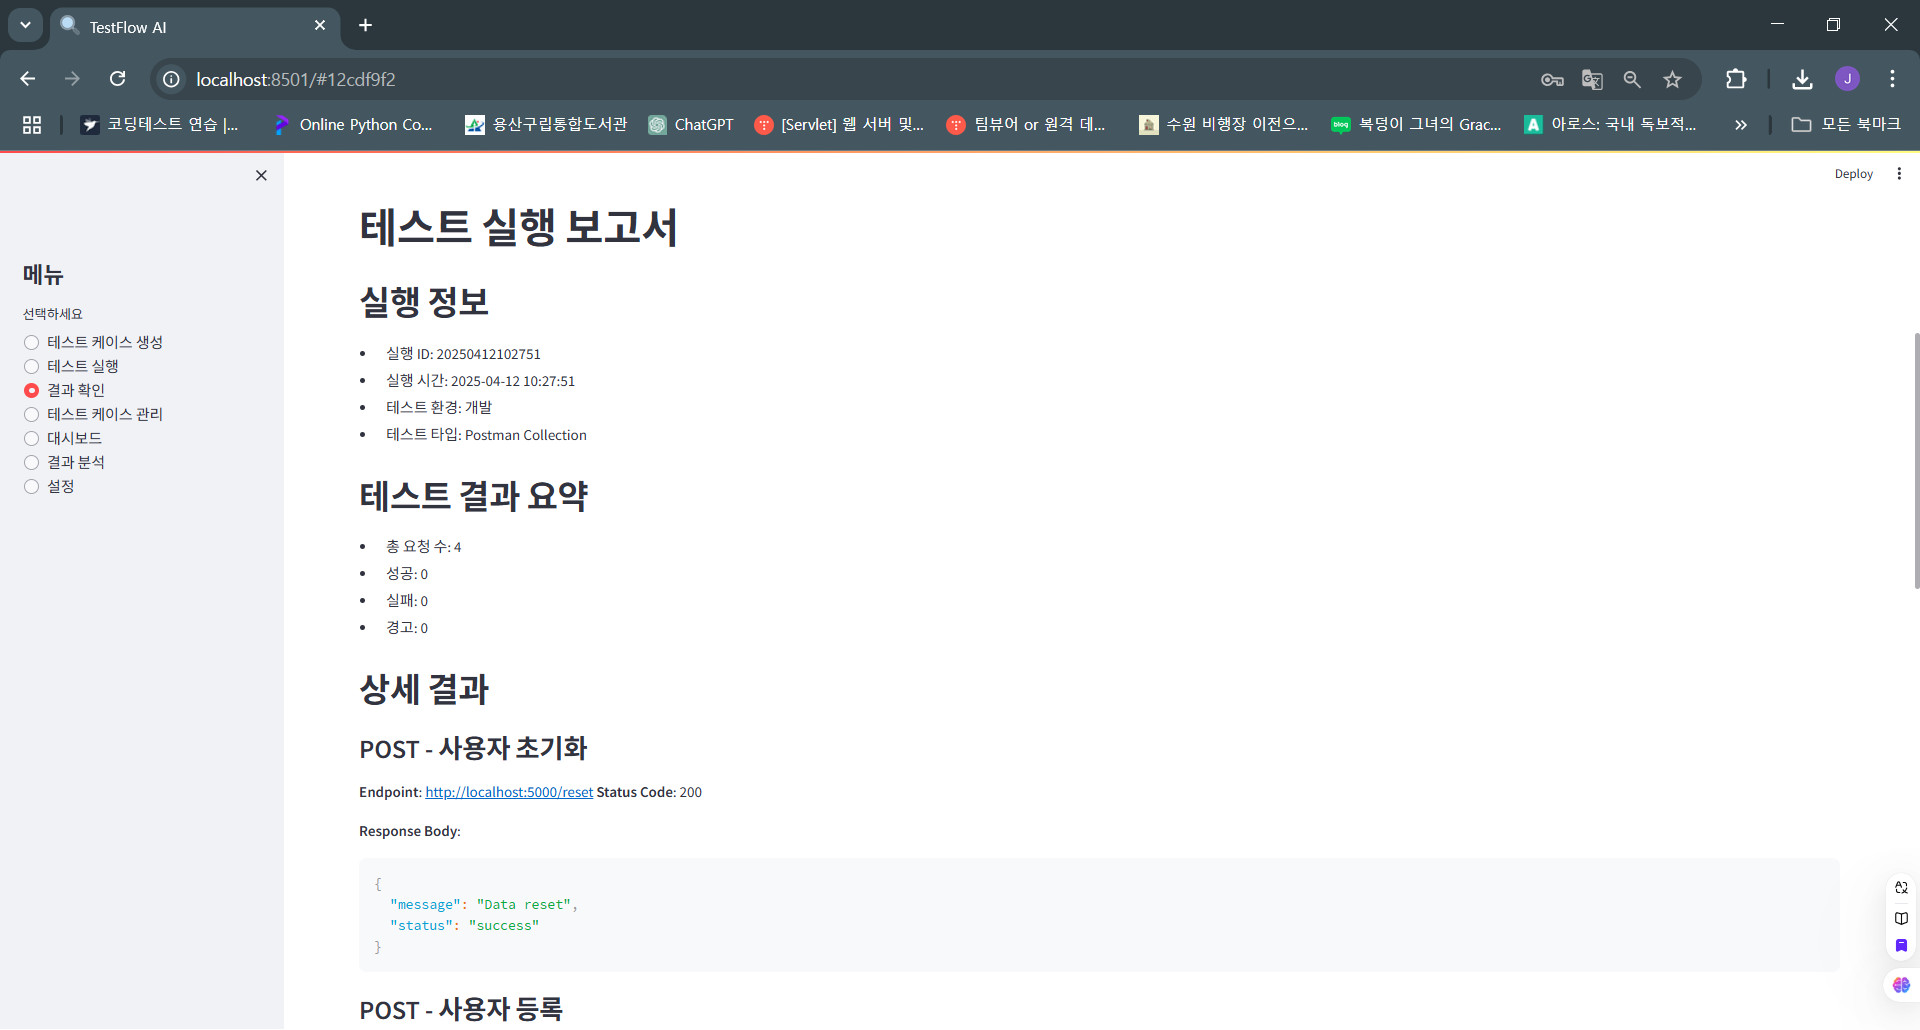 TestFlow AI
localhost:8501/#12cdf9f2
J
코딩테스트 연습 |...
Online Python Co...
용산구립통합도서관
ChatGPT
[Servlet] 웹 서버 및...
팀뷰어 or 원격 데...
수원 비행장 이전으...
blog
복덩이 그녀의 Grac...
A
아로스: 국내 독보적...
모든 북마크
Deploy
메뉴
선택하세요
테스트 케이스 생성
테스트 실행
결과 확인
테스트 케이스 관리
대시보드
결과 분석
설정
테스트 실행 보고서
실행 정보
• 실행 ID: 20250412102751
• 실행 시간: 2025-04-12 10:27:51
• 테스트 환경: 개발
• 테스트 타입: Postman Collection
테스트 결과 요약
• 총 요청 수: 4
• 성공: 0
• 실패: 0
• 경고: 0
상세 결과
POST - 사용자 초기화
Endpoint: http://localhost:5000/reset Status Code: 200
Response Body:
{
"message": "Data reset",
"status": "success"
}
POST - 사용자 등록